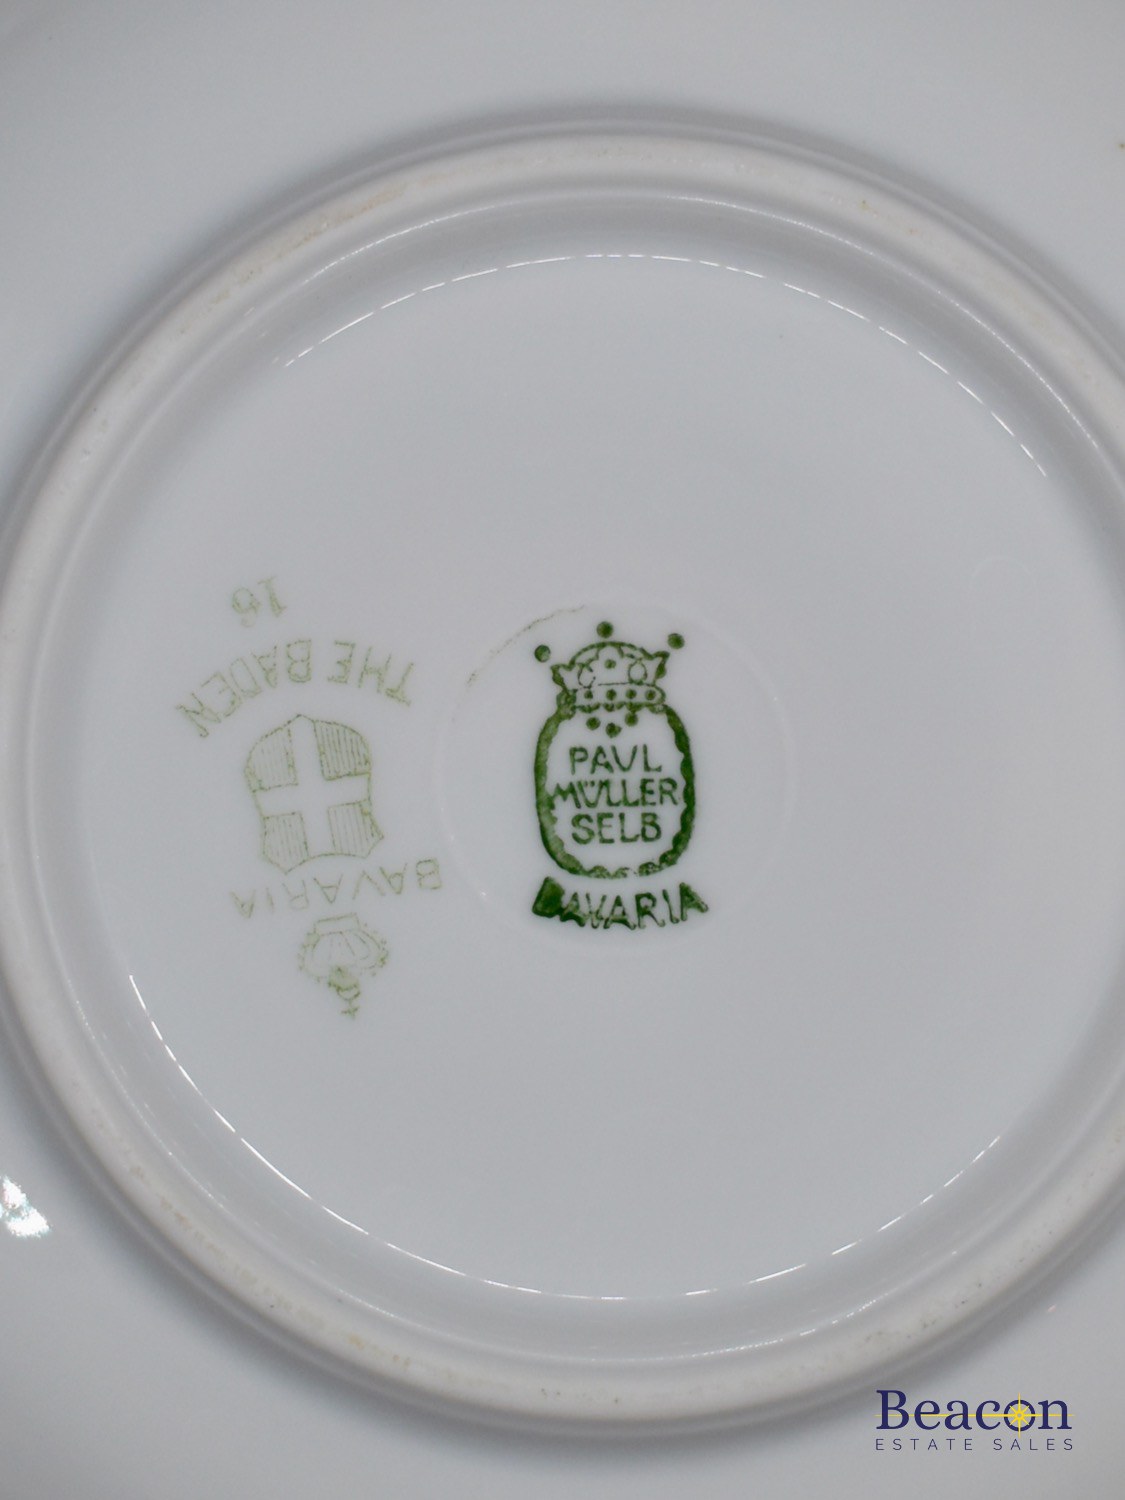 16
THE BADEN
BAVARIA
PAUL
MÜLLER
SELB
BAVARIA
Beacon
ESTATE SALES